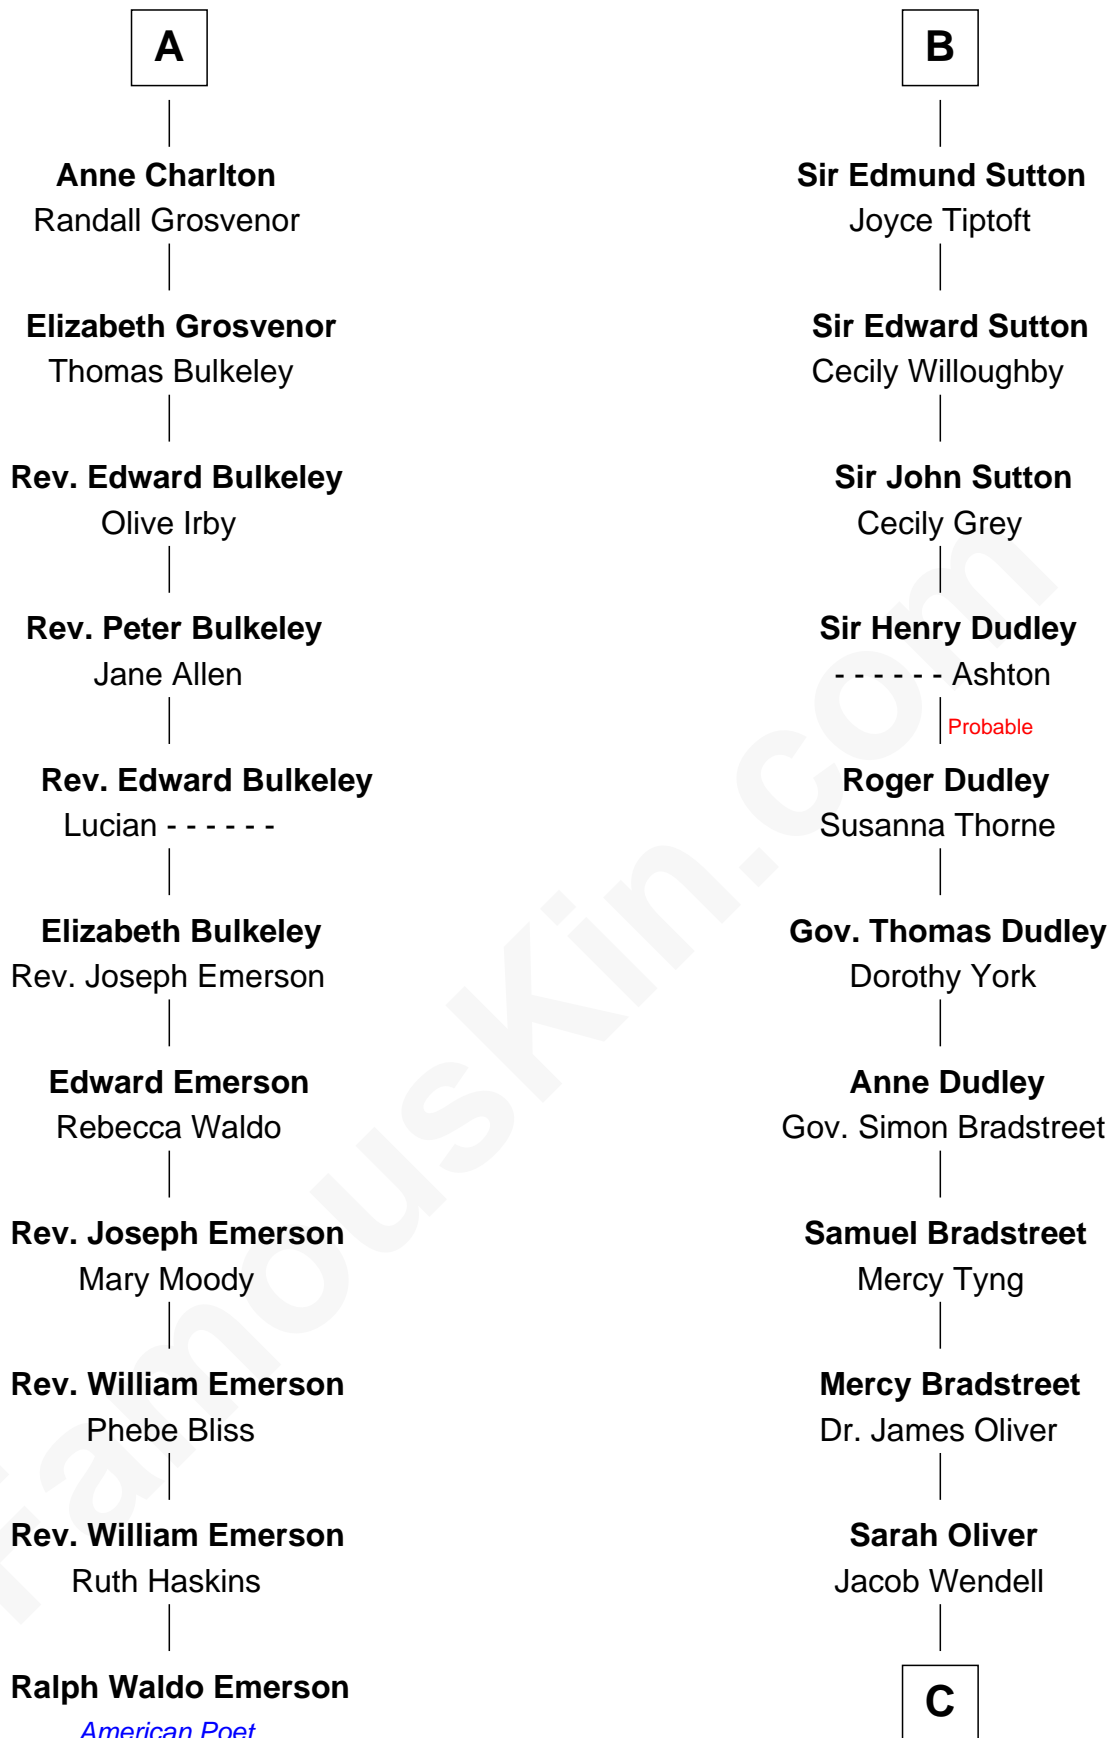 A
Anne Charlton
Randall Grosvenor
Elizabeth Grosvenor
Thomas Bulkeley
Rev. Edward Bulkeley
Olive Irby
Rev. Peter Bulkeley
Jane Allen
Rev. Edward Bulkeley
Lucian - - - - - -
Elizabeth Bulkeley
Rev. Joseph Emerson
Edward Emerson
Rebecca Waldo
Rev. Joseph Emerson
Mary Moody
Rev. William Emerson
Phebe Bliss
Rev. William Emerson
Ruth Haskins
Ralph Waldo Emerson
American Poet
B
Sir Edmund Sutton
Joyce Tiptoft
Sir Edward Sutton
Cecily Willoughby
Sir John Sutton
Cecily Grey
Sir Henry Dudley
- - - - - - Ashton
Probable
Roger Dudley
Susanna Thorne
Gov. Thomas Dudley
Dorothy York
Anne Dudley
Gov. Simon Bradstreet
Samuel Bradstreet
Mercy Tyng
Mercy Bradstreet
Dr. James Oliver
Sarah Oliver
Jacob Wendell
C
FamousKin.com